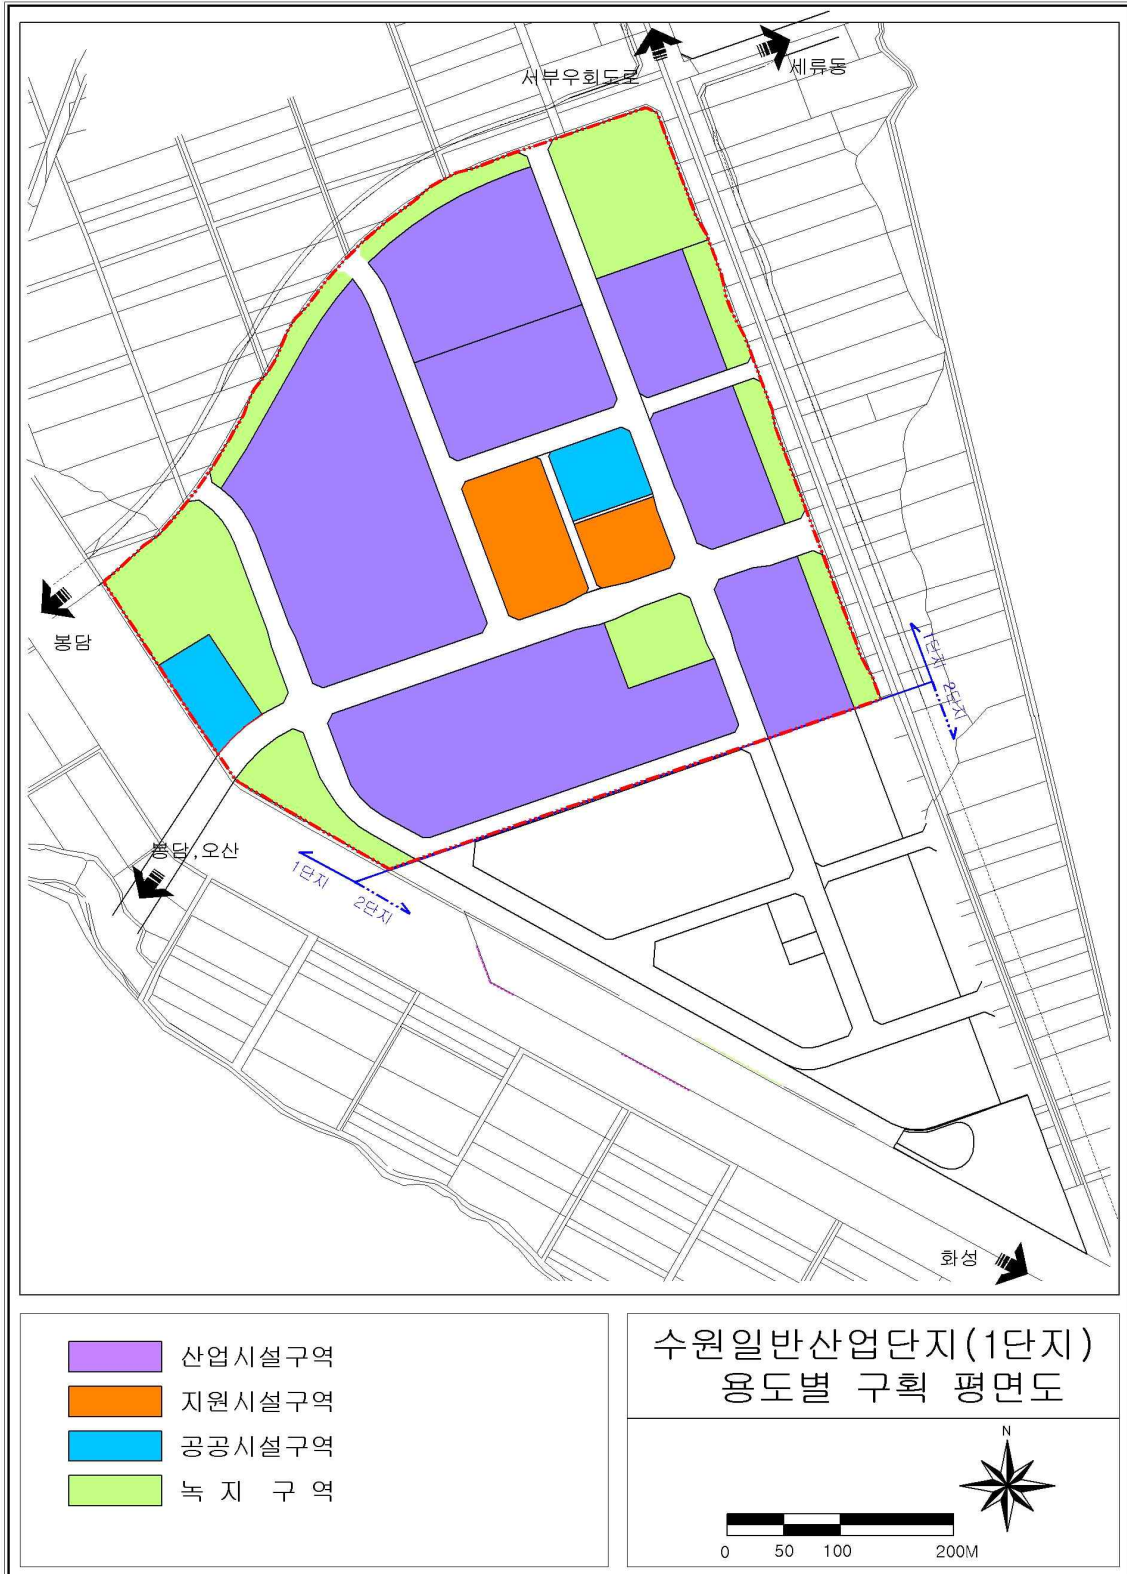 서부우회도로
세류동
봉담
1단지
2단지
봉담,오산
1단지
2단지
화성
산업시설구역
지원시설구역
공공시설구역
녹 지 구 역
수원일반산업단지(1단지)
용도별 구획 평면도
N
0 50 100 200M